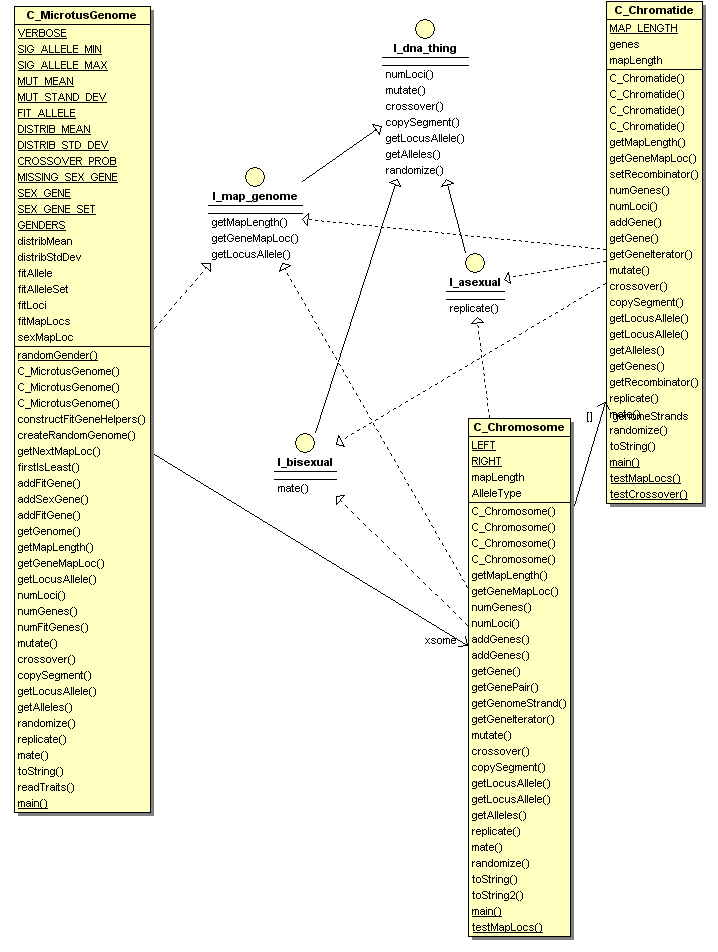 C_MicrotusGenome
VERBOSE
SIG_ALLELE_MIN
SIG_ALLELE_MAX
MUT_MEAN
MUT_STAND_DEV
FIT_ALLELE
DISTRIB_MEAN
DISTRIB_STD_DEV
CROSSOVER_PROB
MISSING_SEX_GENE
SEX_GENE
SEX_GENE_SET
GENDERS
distribMean
distribStdDev
fitAllele
fitAlleleSet
fitLoci
fitMapLocs
sexMapLoc
randomGender()
C_MicrotusGenome()
C_MicrotusGenome()
C_MicrotusGenome()
constructFitGeneHelpers()
createRandomGenome()
getNextMapLoc()
firstIsLeast()
addFitGene()
addSexGene()
addFitGene()
getGenome()
getMapLength()
getGeneMapLoc()
getLocusAllele()
numLoci()
numGenes()
numFitGenes()
mutate()
crossover()
copySegment()
getLocusAllele()
getAlleles()
randomize()
replicate()
mate()
toString()
readTraits()
main()
I_dna_thing
numLoci()
mutate()
crossover()
copySegment()
getLocusAllele()
getAlleles()
randomize()
I_map_genome
getMapLength()
getGeneMapLoc()
getLocusAllele()
I_asexual
replicate()
I_bisexual
mate()
C_Chromatide
MAP_LENGTH
genes
mapLength
C_Chromatide()
C_Chromatide()
C_Chromatide()
C_Chromatide()
getMapLength()
getGeneMapLoc()
setRecombinator()
numGenes()
numLoci()
addGene()
getGene()
getGeneIterator()
mutate()
crossover()
copySegment()
getLocusAllele()
getLocusAllele()
getAlleles()
getGenes()
getRecombinator()
replicate()
mate()
randomize()
toString()
main()
testMapLocs()
testCrossover()
[]
genomeStrands
xsome
C_Chromosome
LEFT
RIGHT
mapLength
AlleleType
C_Chromosome()
C_Chromosome()
C_Chromosome()
C_Chromosome()
getMapLength()
getGeneMapLoc()
numGenes()
numLoci()
addGenes()
addGenes()
getGene()
getGenePair()
getGenomeStrand()
getGeneIterator()
mutate()
crossover()
copySegment()
getLocusAllele()
getLocusAllele()
getAlleles()
replicate()
mate()
randomize()
toString()
toString2()
main()
testMapLocs()